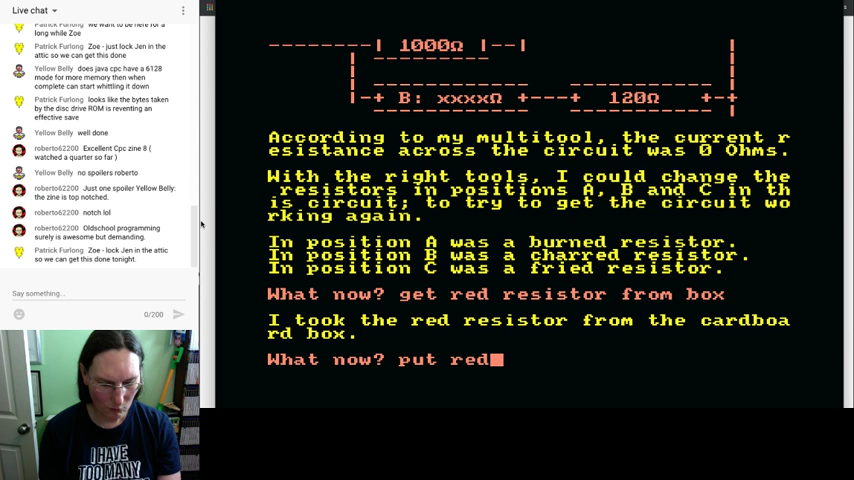 Live chat
Patrick Furlong we want to be here for a
long while Zoe
Patrick Furlong Zoe - just lock Jen in the
attic so we can get this done
Yellow Belly does java cpc have a 6128
mode for more memory then when
complete can start whittling it down
Patrick Furlong looks like the bytes taken
by the disc drive ROM is reventing an
effective save
Yellow Belly well done
roberto62200 Excellent Cpc zine 8 (
watched a quarter so far )
Yellow Belly no spoilers roberto
roberto62200 Just one spoiler Yellow Belly:
the zine is top notched.
roberto62200 notch lol
roberto62200 Oldschool programming
surely is awesome but demanding.
Patrick Furlong Zoe - lock Jen in the attic
so we can get this done tonight.
Say something...
0/200
I HAVE
TOO MANY
1000Ω
B: xxxxΩ
120Ω
According to my multitool, the current r
esistance across the circuit was 0 Ohms.
With the right tools, I could change the
resistors in positions A, B and C in th
is circuit; to try to get the circuit wo
rking again.
In position A was a burned resistor.
In position B was a charred resistor.
In position C was a fried resistor.
What now? get red resistor from box
I took the red resistor from the cardboa
rd box.
What now? put red